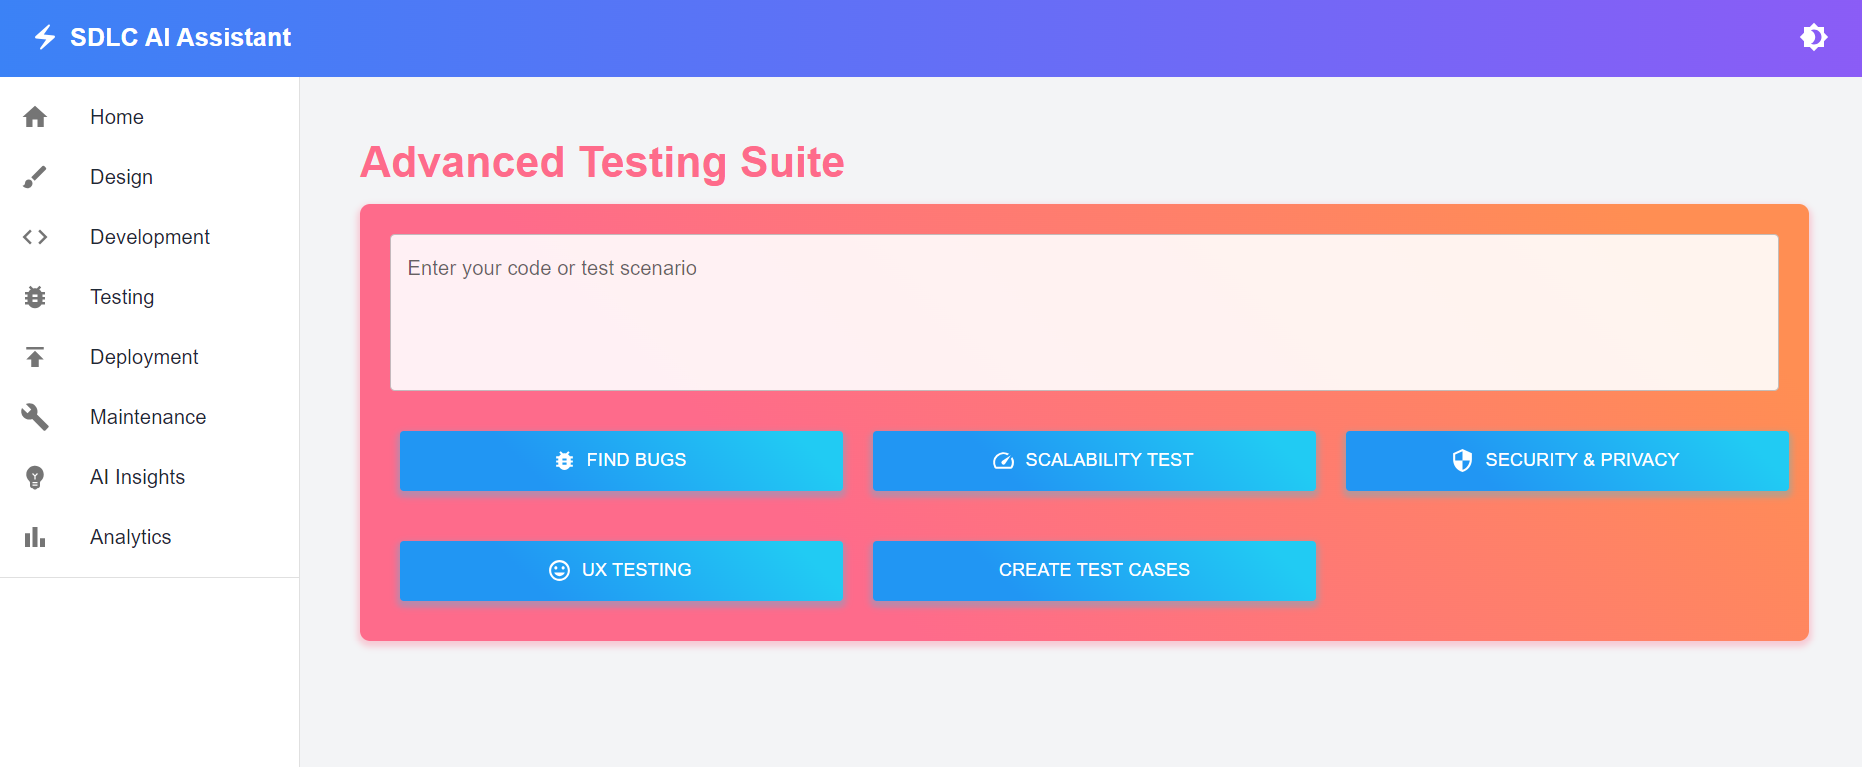 SDLC AI Assistant
Home
Design
Development
Testing
Deployment
Maintenance
AI Insights
Analytics
Advanced Testing Suite
Enter your code or test scenario
FIND BUGS
SCALABILITY TEST
SECURITY & PRIVACY
UX TESTING
CREATE TEST CASES